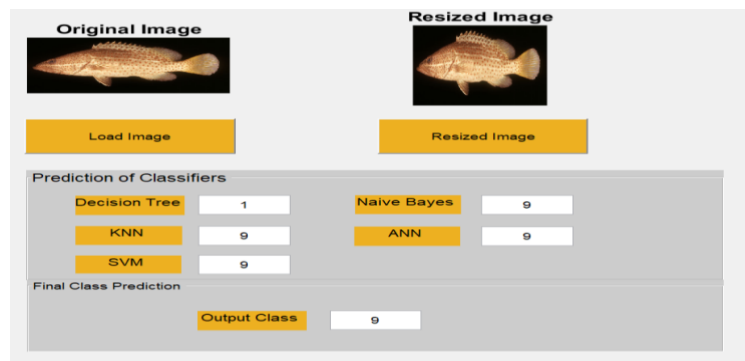 Original Image
Resized Image
Load Image
Resized Image
Prediction of Classifiers
Decision Tree 1
Naive Bayes 9
KNN 9
ANN 9
SVM 9
Final Class Prediction
Output Class 9